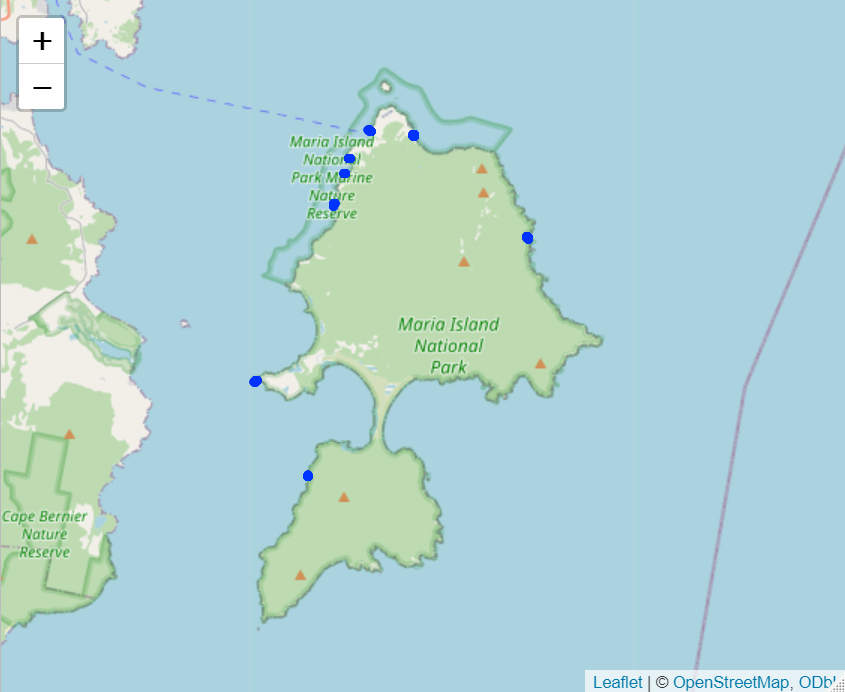 +
−
Maria Island
National
Park Marine
Nature
Reserve
Maria Island
National
Park
Cape Bernier
Nature
Reserve
Leaflet | © OpenStreetMap, ODbL